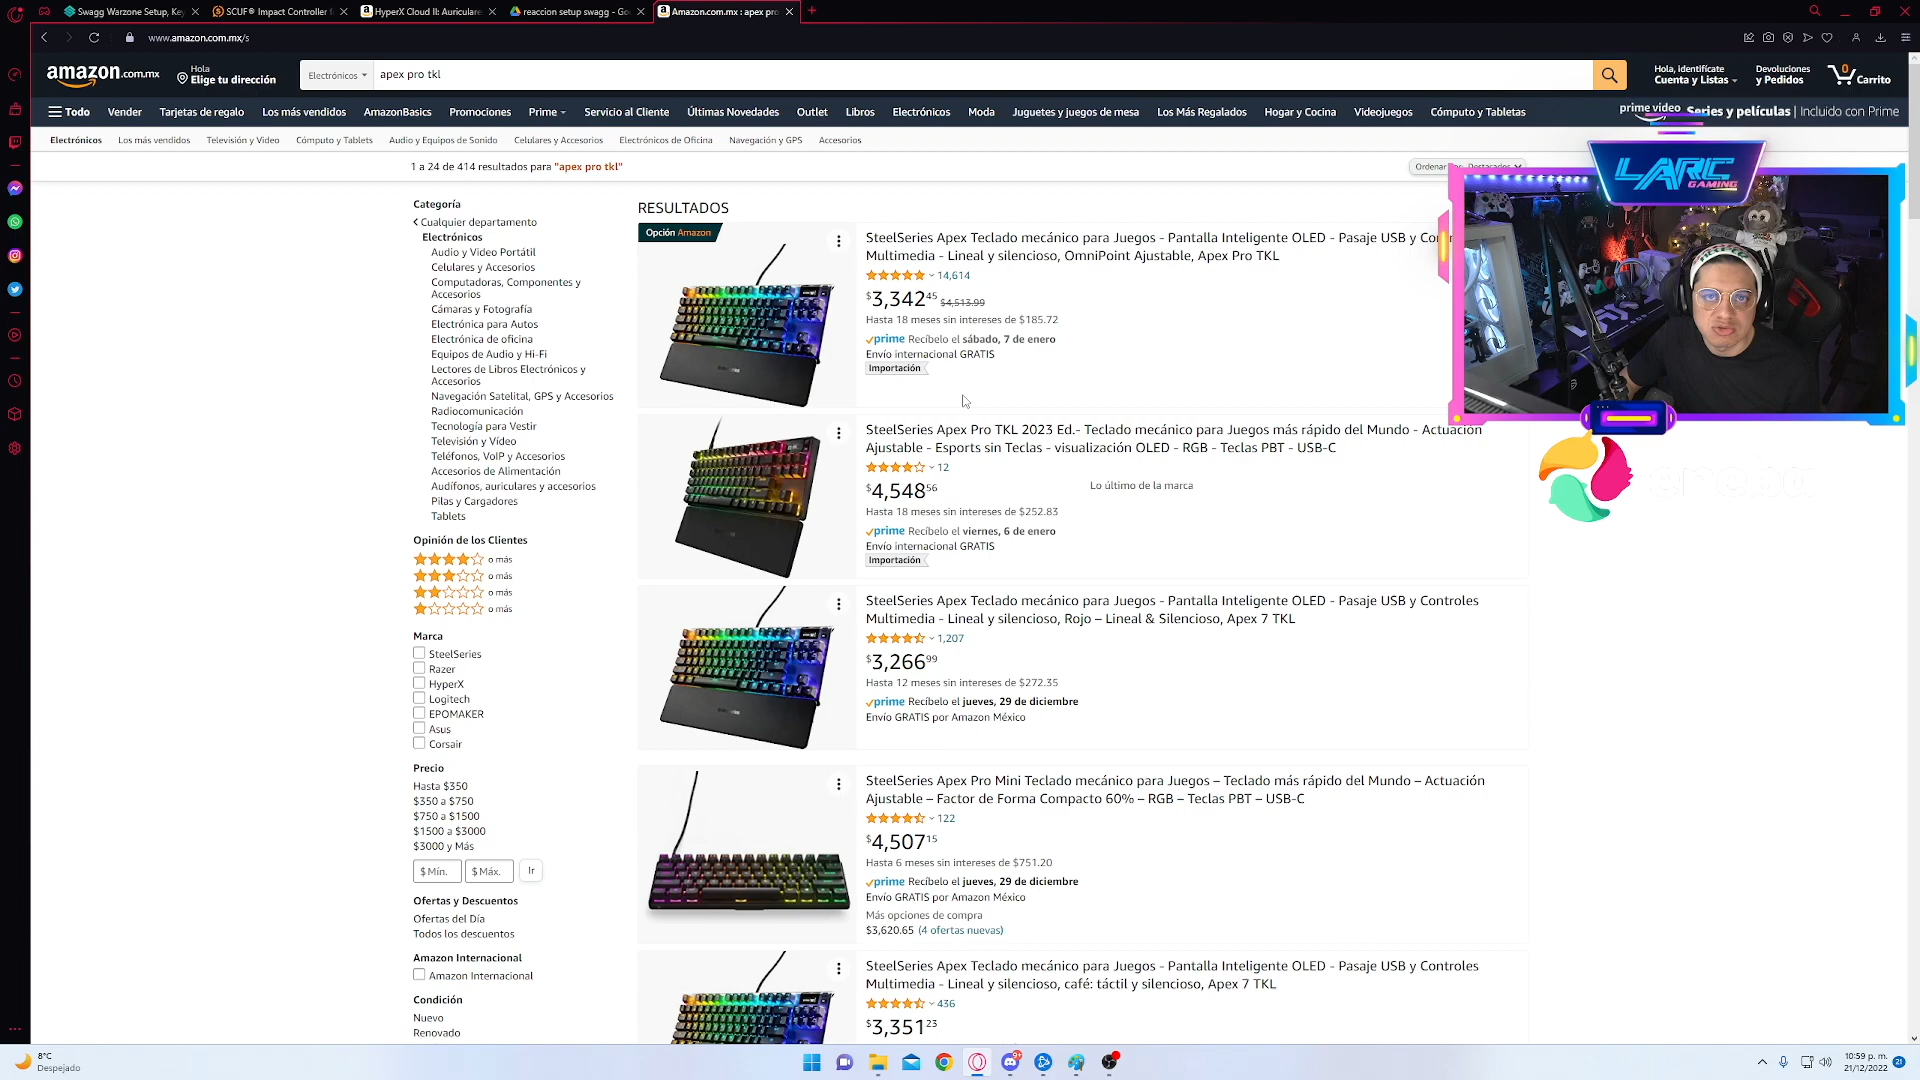 Swagg Warzone Setup, Key
SCUF® Impact Controller f
HyperX Cloud II: Auriculare
reaccion setup swagg - Go
Amazon.com.mx : apex pro
www.amazon.com.mx/s
amazon.com.mx
Hola
Elige tu dirección
Electrónicos
apex pro tkl
Hola, identifícate
Cuenta y Listas
Devoluciones
y Pedidos
0
Carrito
Todo Vender Tarjetas de regalo Los más vendidos AmazonBasics Promociones Prime Servicio al Cliente Últimas Novedades Outlet Libros Electrónicos Moda Juguetes y juegos de mesa Los Más Regalados Hogar y Cocina Videojuegos Cómputo y Tabletas
prime video Series y películas | Incluido con Prime
Electrónicos Los más vendidos Televisión y Video Cómputo y Tablets Audio y Equipos de Sonido Celulares y Accesorios Electrónicos de Oficina Navegación y GPS Accesorios
1 a 24 de 414 resultados para "apex pro tkl"
LARC
GAMING
Categoría
Cualquier departamento
Electrónicos
Audio y Video Portátil
Celulares y Accesorios
Computadoras, Componentes y
Accesorios
Cámaras y Fotografía
Electrónica para Autos
Electrónica de oficina
Equipos de Audio y Hi-Fi
Lectores de Libros Electrónicos y
Accesorios
Navegación Satelital, GPS y Accesorios
Radiocomunicación
Tecnología para Vestir
Televisión y Vídeo
Teléfonos, VoIP y Accesorios
Accesorios de Alimentación
Audífonos, auriculares y accesorios
Pilas y Cargadores
Tablets
Opinión de los Clientes
o más
o más
o más
o más
Marca
SteelSeries
Razer
HyperX
Logitech
EPOMAKER
Asus
Corsair
Precio
Hasta $350
$350 a $750
$750 a $1500
$1500 a $3000
$3000 y Más
$ Mín. $ Máx. Ir
Ofertas y Descuentos
Ofertas del Día
Todos los descuentos
Amazon Internacional
Amazon Internacional
Condición
Nuevo
Renovado
RESULTADOS
Opción Amazon
SteelSeries Apex Teclado mecánico para Juegos - Pantalla Inteligente OLED - Pasaje USB y Con
Multimedia - Lineal y silencioso, OmniPoint Ajustable, Apex Pro TKL
14,614
$3,342 45 $4,513.99
Hasta 18 meses sin intereses de $185.72
prime Recíbelo el sábado, 7 de enero
Envío internacional GRATIS
Importación
SteelSeries Apex Pro TKL 2023 Ed.- Teclado mecánico para Juegos más rápido del Mundo - Actuación
Ajustable - Esports sin Teclas - visualización OLED - RGB - Teclas PBT - USB-C
12
$4,548 56
Lo último de la marca
Hasta 18 meses sin intereses de $252.83
prime Recíbelo el viernes, 6 de enero
Envío internacional GRATIS
Importación
SteelSeries Apex Teclado mecánico para Juegos - Pantalla Inteligente OLED - Pasaje USB y Controles
Multimedia - Lineal y silencioso, Rojo – Lineal & Silencioso, Apex 7 TKL
1,207
$3,266 99
Hasta 12 meses sin intereses de $272.35
prime Recíbelo el jueves, 29 de diciembre
Envío GRATIS por Amazon México
SteelSeries Apex Pro Mini Teclado mecánico para Juegos – Teclado más rápido del Mundo – Actuación
Ajustable – Factor de Forma Compacto 60% – RGB – Teclas PBT – USB-C
122
$4,507 15
Hasta 6 meses sin intereses de $751.20
prime Recíbelo el jueves, 29 de diciembre
Envío GRATIS por Amazon México
Más opciones de compra
$3,620.65 (4 ofertas nuevas)
SteelSeries Apex Teclado mecánico para Juegos - Pantalla Inteligente OLED - Pasaje USB y Controles
Multimedia - Lineal y silencioso, café: táctil y silencioso, Apex 7 TKL
436
$3,351 23
8°C
Despejado
10:59 p. m.
21/12/2022
21